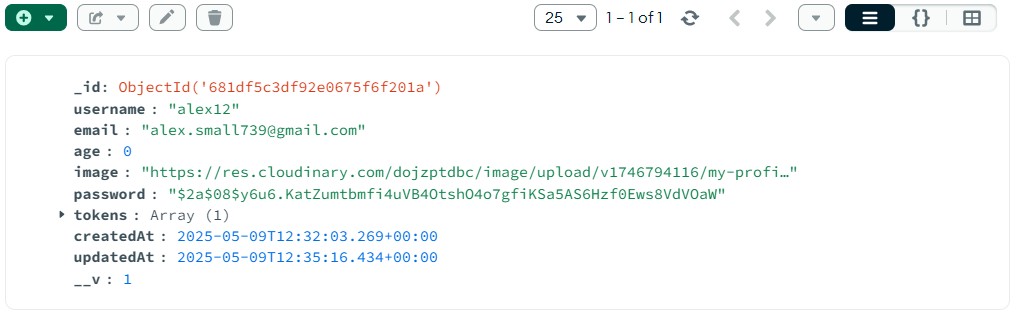 25 1 – 1 of 1 {}
_id: ObjectId('681df5c3df92e0675f6f201a')
username : "alex12"
email : "alex.small739@gmail.com"
age : 0
image : "https://res.cloudinary.com/dojzptdbc/image/upload/v1746794116/my-profi…"
password : "$2a$08$y6u6.KatZumtbmfi4uVB4OtshO4o7gfiKSa5AS6Hzf0Ews8VdVOaW"
tokens : Array (1)
createdAt : 2025-05-09T12:32:03.269+00:00
updatedAt : 2025-05-09T12:35:16.434+00:00
__v : 1